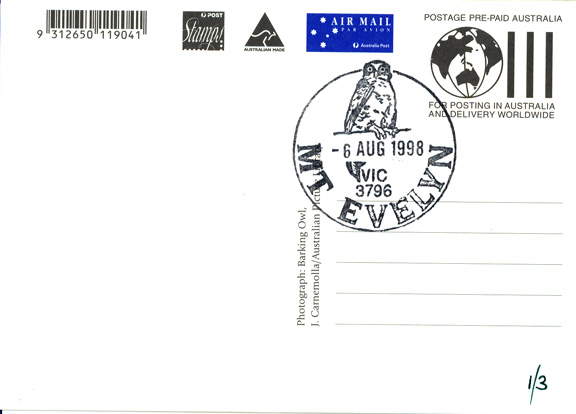 9 312650 119041
POST
Stamps!
AUSTRALIAN MADE
AIR MAIL
PAR AVION
Australia Post
POSTAGE PRE-PAID AUSTRALIA
FOR POSTING IN AUSTRALIA
AND DELIVERY WORLDWIDE
-6 AUG 1998
VIC
3796
MT EVELYN
Photograph: Barking Owl,
J. Carnemolla/Australian Picture
1/3